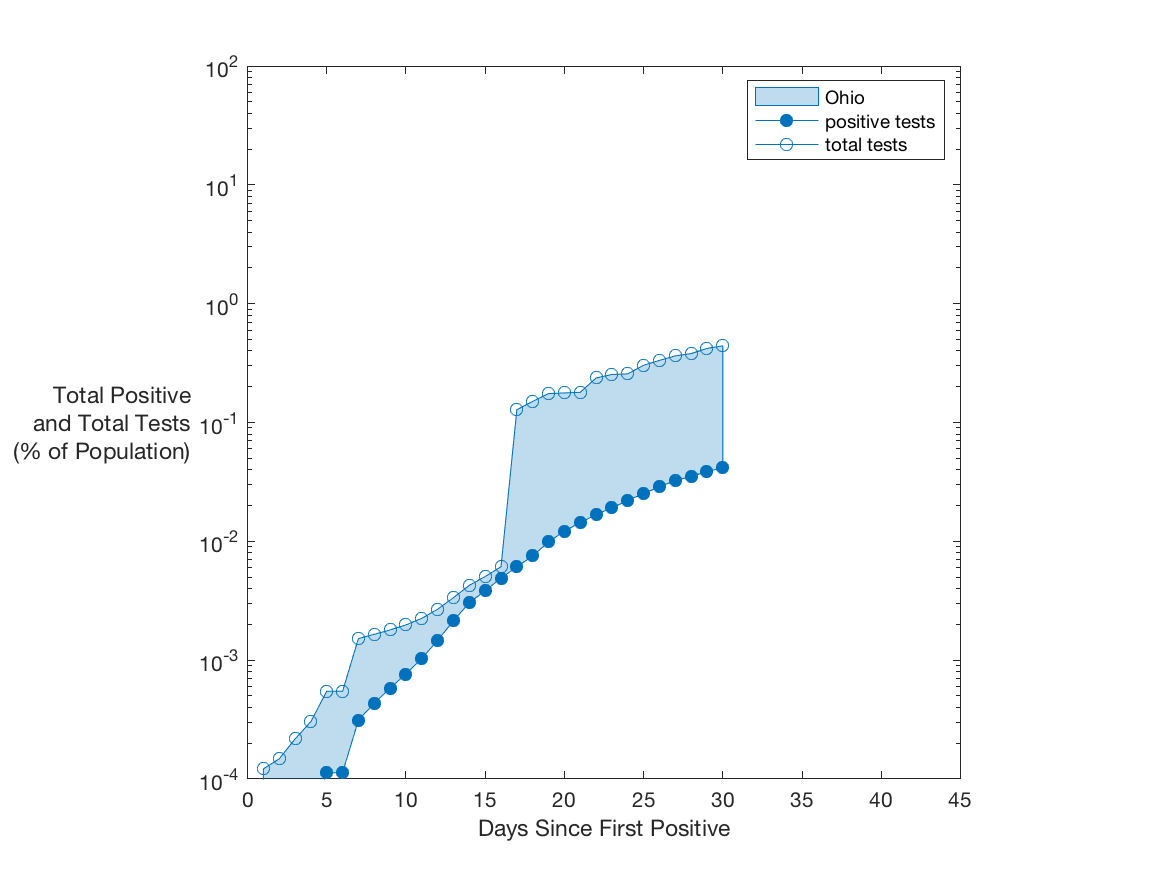 10^2
10^1
10^0
10^-1
10^-2
10^-3
10^-4
Total Positive
and Total Tests
(% of Population)
Ohio
positive tests
total tests
0 5 10 15 20 25 30 35 40 45
Days Since First Positive